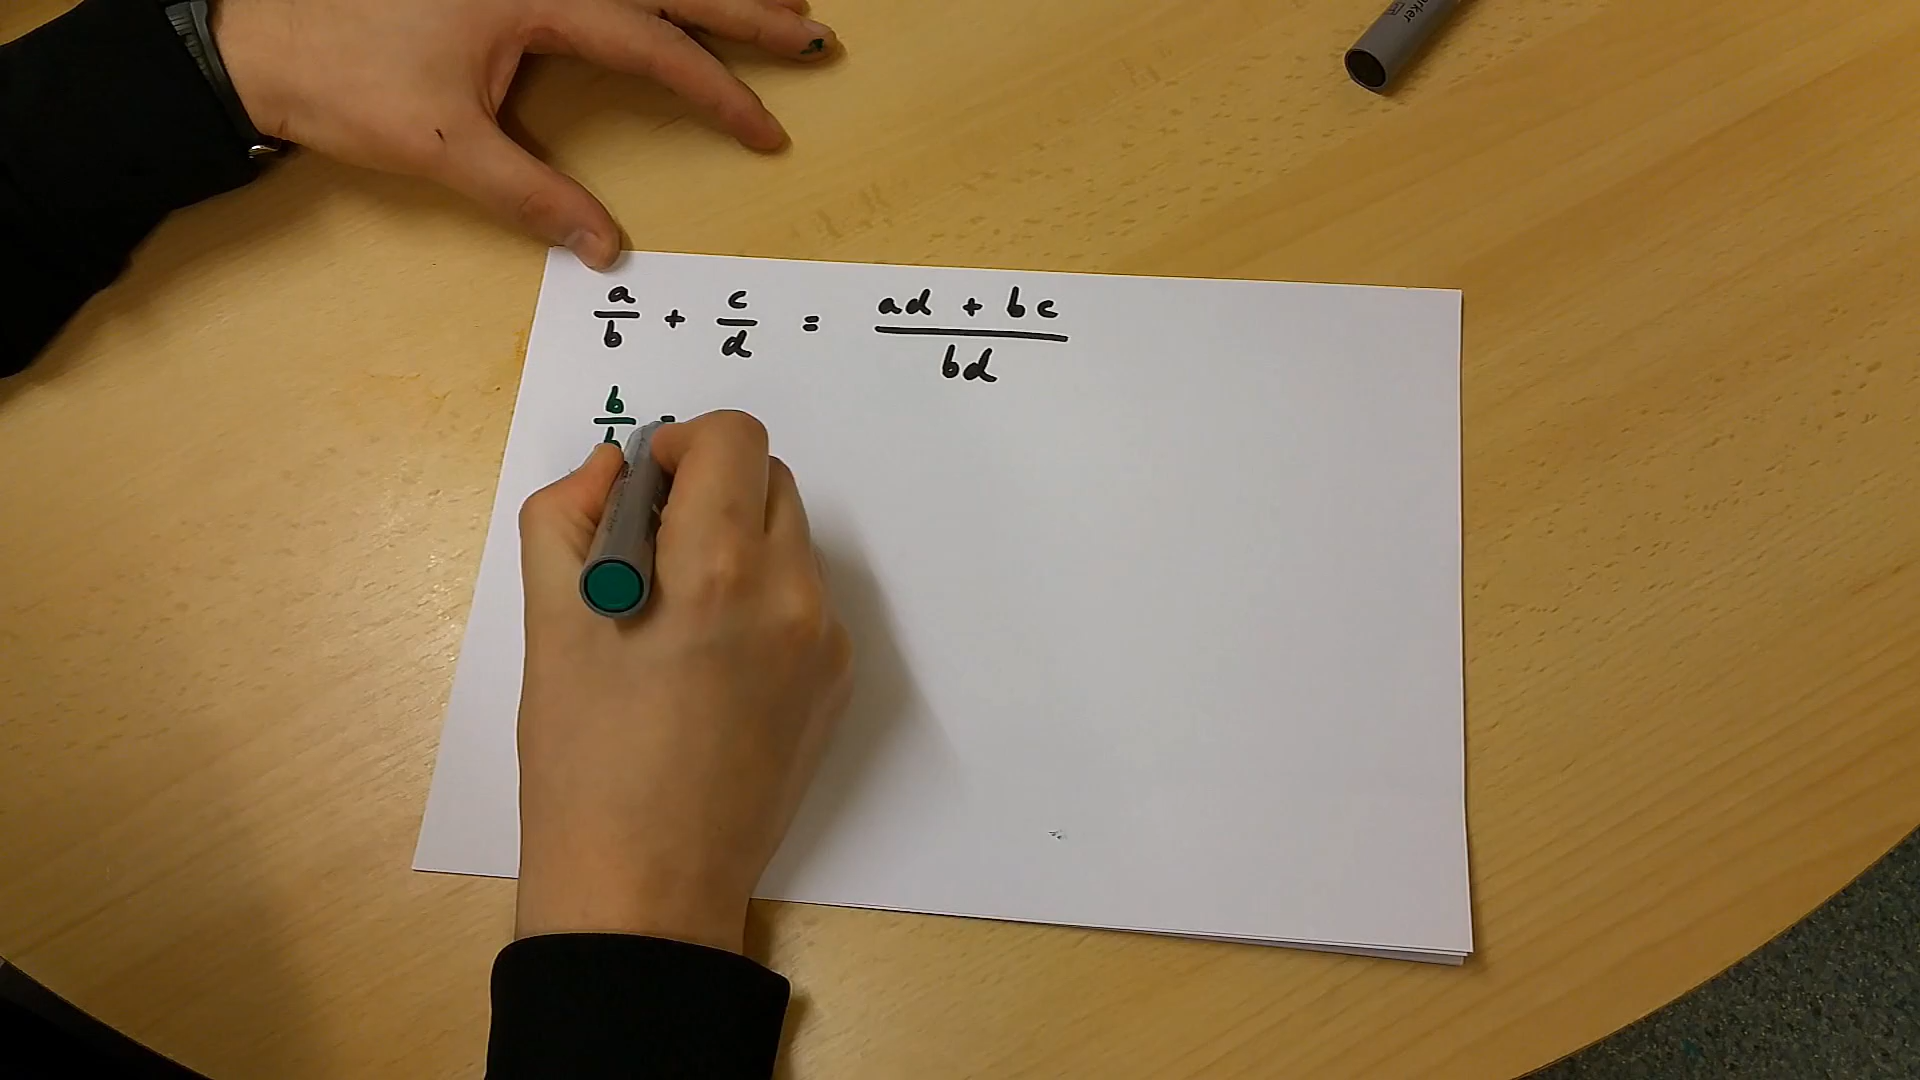 a/b + c/d = (ad + bc)/bd
b/b =